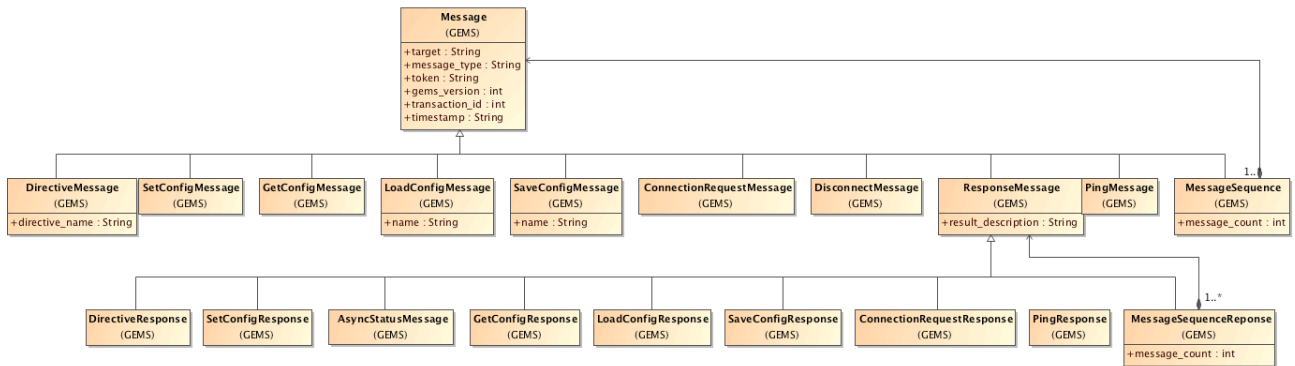 Message
(GEMS)
+target : String
+message_type : String
+token : String
+gems_version : int
+transaction_id : int
+timestamp : String
DirectiveMessage
(GEMS)
+directive_name : String
SetConfigMessage
(GEMS)
GetConfigMessage
(GEMS)
LoadConfigMessage
(GEMS)
+name : String
SaveConfigMessage
(GEMS)
+name : String
ConnectionRequestMessage
(GEMS)
DisconnectMessage
(GEMS)
ResponseMessage
(GEMS)
+result_description : String
PingMessage
(GEMS)
1..*
MessageSequence
(GEMS)
+message_count : int
DirectiveResponse
(GEMS)
SetConfigResponse
(GEMS)
AsyncStatusMessage
(GEMS)
GetConfigResponse
(GEMS)
LoadConfigResponse
(GEMS)
SaveConfigResponse
(GEMS)
ConnectionRequestResponse
(GEMS)
PingResponse
(GEMS)
1..*
MessageSequenceReponse
(GEMS)
+message_count : int